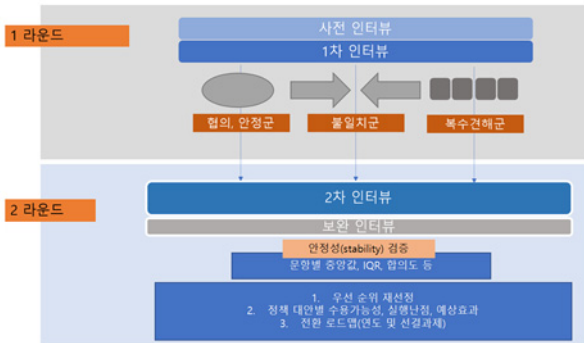 1 라운드
사전 인터뷰
1차 인터뷰
협의, 안정군
불일치군
복수견해군
2 라운드
2차 인터뷰
보완 인터뷰
안정성(stability) 검증
문항별 중앙값, IQR, 합의도 등
1. 우선 순위 재선정
2. 정책 대안별 수용가능성, 실행난점, 예상효과
3. 전환 로드맵(연도 및 선결과제)